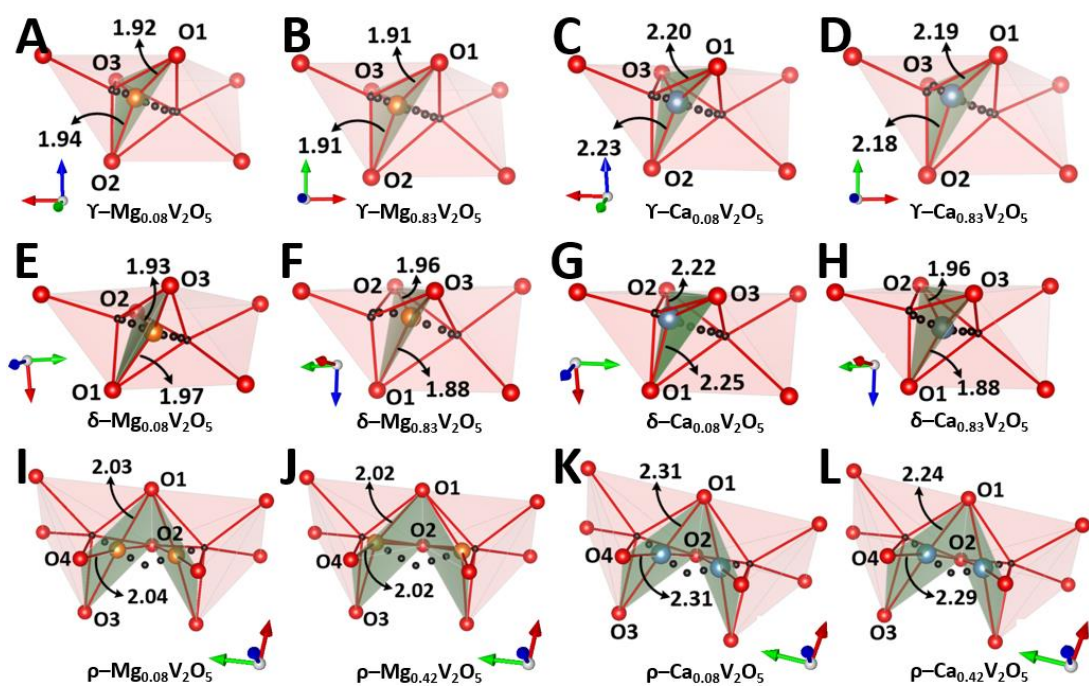 A
1.92
O1
O3
1.94
O2
ϒ–Mg0.08V2O5
B
1.91
O1
O3
1.91
O2
ϒ–Mg0.83V2O5
C
2.20
O1
O3
2.23
O2
ϒ–Ca0.08V2O5
D
2.19
O1
O3
2.18
O2
ϒ–Ca0.83V2O5
E
1.93
O3
O2
O1
1.97
δ–Mg0.08V2O5
F
1.96
O3
O2
O1
1.88
δ–Mg0.83V2O5
G
2.22
O2
O3
O1
2.25
δ–Ca0.08V2O5
H
1.96
O2
O3
O1
1.88
δ–Ca0.83V2O5
I
2.03
O1
O2
O4
2.04
O3
ρ–Mg0.08V2O5
J
2.02
O1
O2
O4
2.02
O3
ρ–Mg0.42V2O5
K
2.31
O1
O2
O4
2.31
O3
ρ–Ca0.08V2O5
L
2.24
O1
O2
O4
2.29
O3
ρ–Ca0.42V2O5